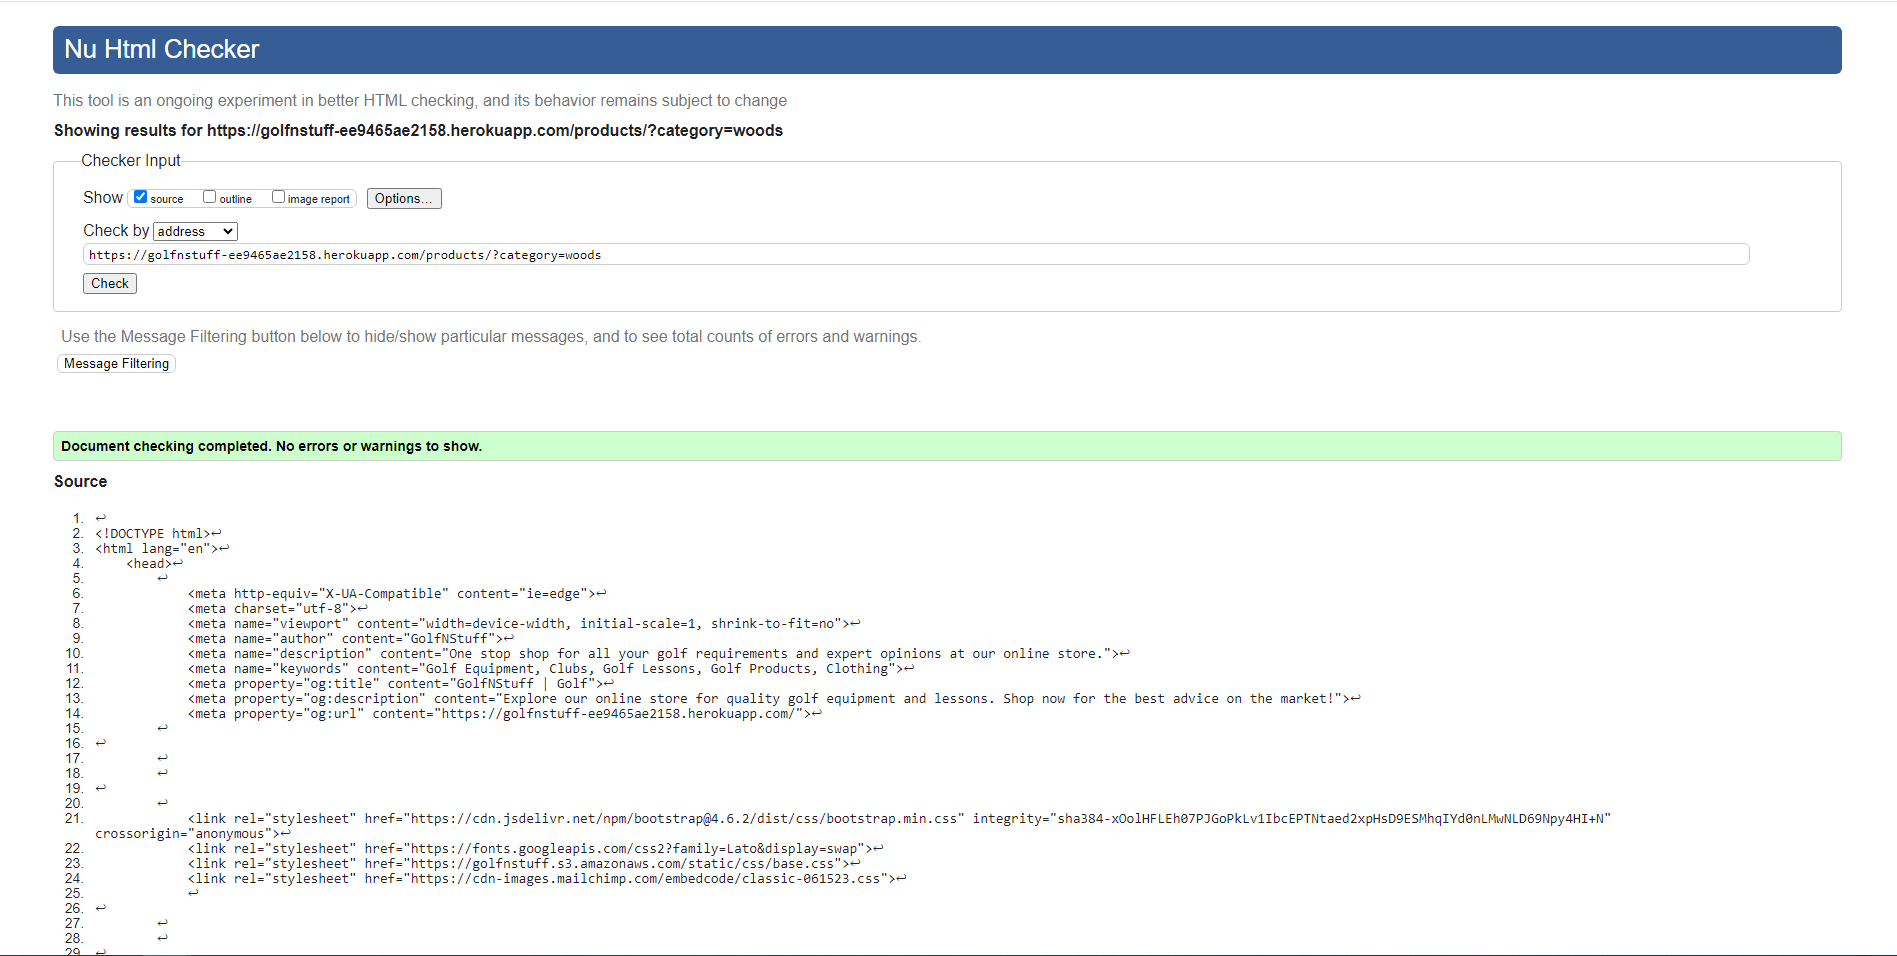 Nu Html Checker
This tool is an ongoing experiment in better HTML checking, and its behavior remains subject to change
Showing results for https://golfnstuff-ee9465ae2158.herokuapp.com/products/?category=woods
Checker Input
Show source outline image report Options...
Check by address
https://golfnstuff-ee9465ae2158.herokuapp.com/products/?category=woods
Check
Use the Message Filtering button below to hide/show particular messages, and to see total counts of errors and warnings.
Message Filtering
Document checking completed. No errors or warnings to show.
Source
1. ↩
2. <!DOCTYPE html>↩
3. <html lang="en">↩
4. <head>↩
5. ↩
6. <meta http-equiv="X-UA-Compatible" content="ie=edge">↩
7. <meta charset="utf-8">↩
8. <meta name="viewport" content="width=device-width, initial-scale=1, shrink-to-fit=no">↩
9. <meta name="author" content="GolfNStuff">↩
10. <meta name="description" content="One stop shop for all your golf requirements and expert opinions at our online store.">↩
11. <meta name="keywords" content="Golf Equipment, Clubs, Golf Lessons, Golf Products, Clothing">↩
12. <meta property="og:title" content="GolfNStuff | Golf">↩
13. <meta property="og:description" content="Explore our online store for quality golf equipment and lessons. Shop now for the best advice on the market!">↩
14. <meta property="og:url" content="https://golfnstuff-ee9465ae2158.herokuapp.com/">↩
15. ↩
16. ↩
17. ↩
18. ↩
19. ↩
20. ↩
21. <link rel="stylesheet" href="https://cdn.jsdelivr.net/npm/bootstrap@4.6.2/dist/css/bootstrap.min.css" integrity="sha384-xOolHFLEh07PJGoPkLv1IbcEPTNtaed2xpHsD9ESMhqIYd0nLMwNLD69Npy4HI+N"
crossorigin="anonymous">↩
22. <link rel="stylesheet" href="https://fonts.googleapis.com/css2?family=Lato&display=swap">↩
23. <link rel="stylesheet" href="https://golfnstuff.s3.amazonaws.com/static/css/base.css">↩
24. <link rel="stylesheet" href="https://cdn-images.mailchimp.com/embedcode/classic-061523.css">↩
25. ↩
26. ↩
27. ↩
28. ↩
29. ↩